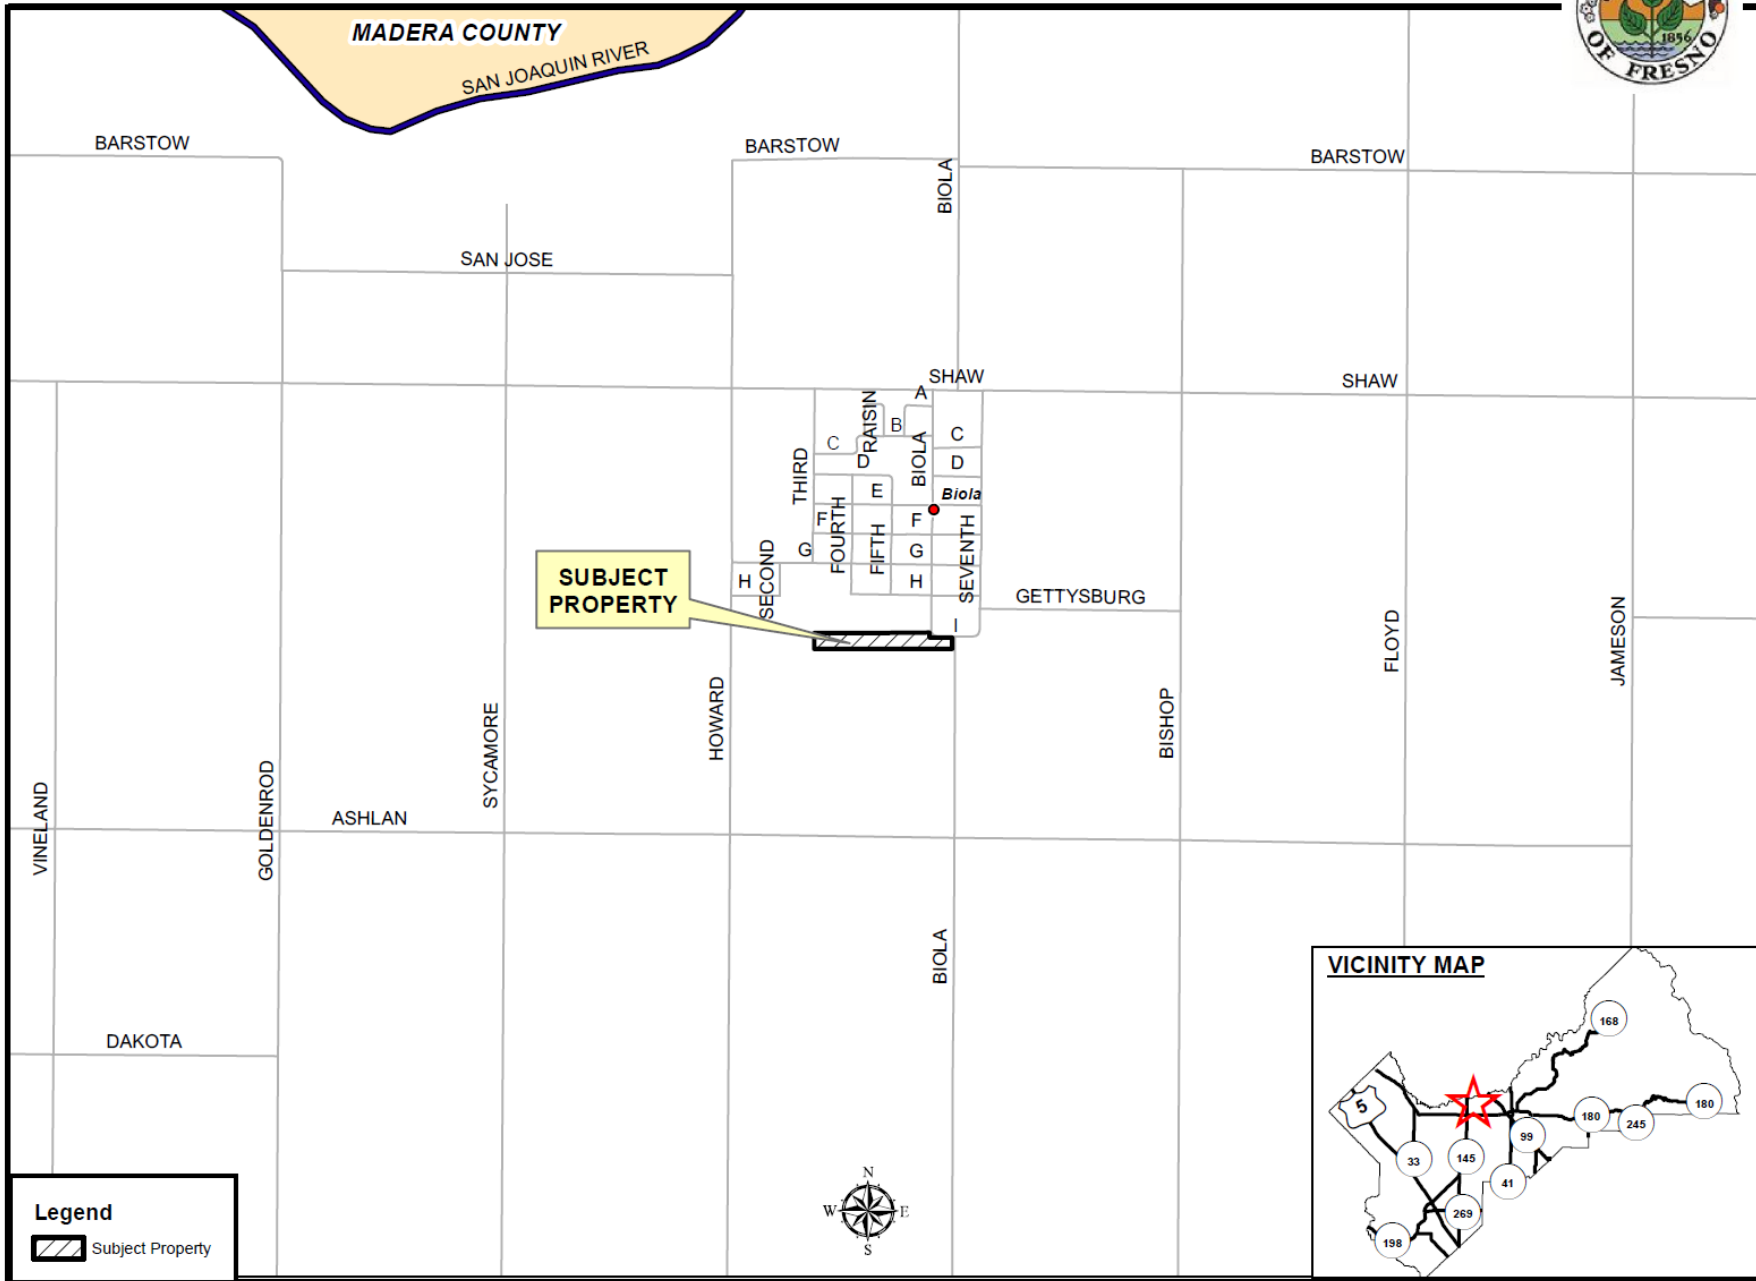 MADERA COUNTY
SAN JOAQUIN RIVER
1856
OF FRESNO
BARSTOW
BARSTOW
BARSTOW
BIOLA
SAN JOSE
SHAW
SHAW
A
RAISIN
B
C
BIOLA
C
D
D
THIRD
E
Biola
F
FOURTH
F
FIFTH
SEVENTH
G
G
SECOND
H
H
SUBJECT
PROPERTY
GETTYSBURG
I
FLOYD
JAMESON
HOWARD
BISHOP
SYCAMORE
VINELAND
GOLDENROD
ASHLAN
BIOLA
DAKOTA
VICINITY MAP
168
5
180
180
245
99
33
145
41
269
198
N
W
E
S
Legend
Subject Property